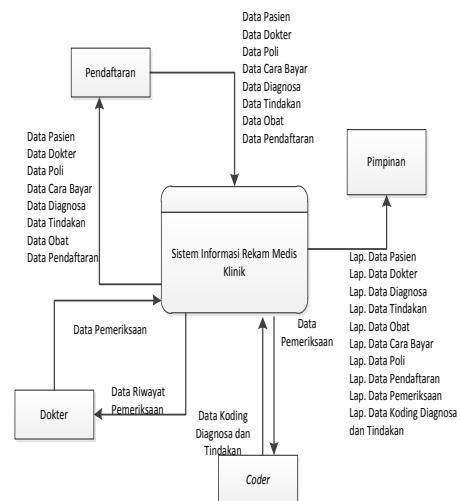 Data Pasien
Data Dokter
Data Poli
Data Cara Bayar
Data Diagnosa
Data Tindakan
Data Obat
Data Pendaftaran
Pendaftaran
Data Pasien
Data Dokter
Data Poli
Data Cara Bayar
Data Diagnosa
Data Tindakan
Data Obat
Data Pendaftaran
Pimpinan
Sistem Informasi Rekam Medis
Klinik
Lap. Data Pasien
Lap. Data Dokter
Lap. Data Diagnosa
Lap. Data Tindakan
Lap. Data Obat
Lap. Data Cara Bayar
Lap. Data Poli
Lap. Data Pendaftaran
Lap. Data Pemeriksaan
Lap. Data Koding Diagnosa
dan Tindakan
Data Pemeriksaan
Data
Pemeriksaan
Data Riwayat
Pemeriksaan
Dokter
Data Koding
Diagnosa dan
Tindakan
Coder